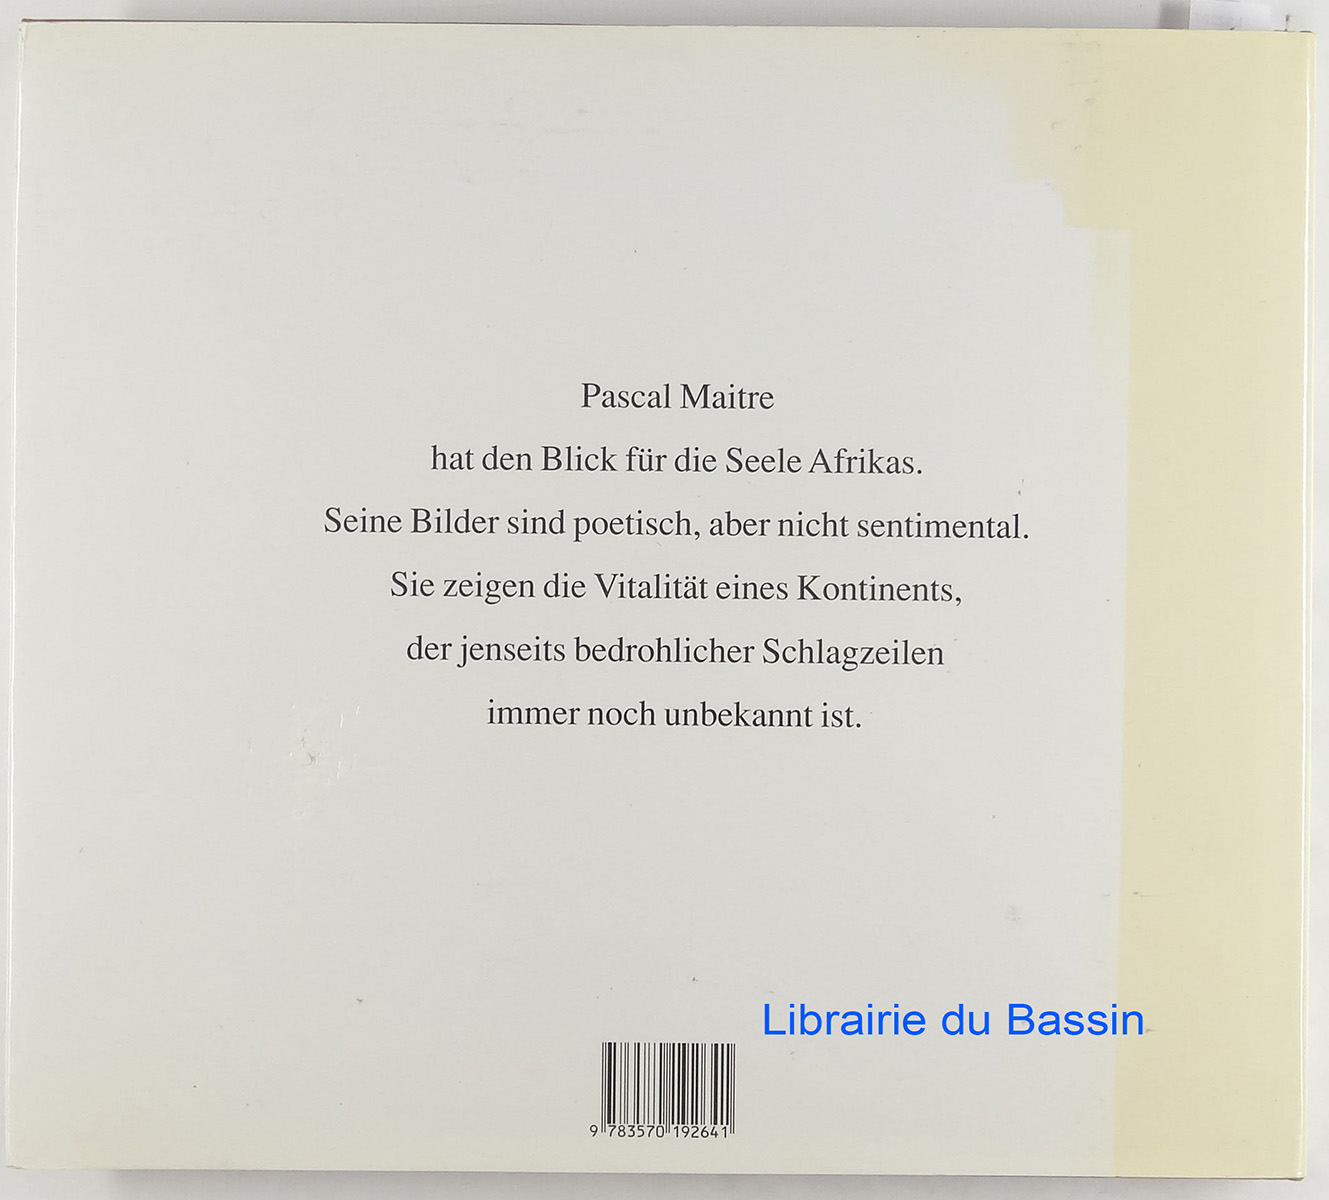 Pascal Maitre
hat den Blick für die Seele Afrikas.
Seine Bilder sind poetisch, aber nicht sentimental.
Sie zeigen die Vitalität eines Kontinents,
der jenseits bedrohlicher Schlagzeilen
immer noch unbekannt ist.
Librairie du Bassin
9 783570 192641